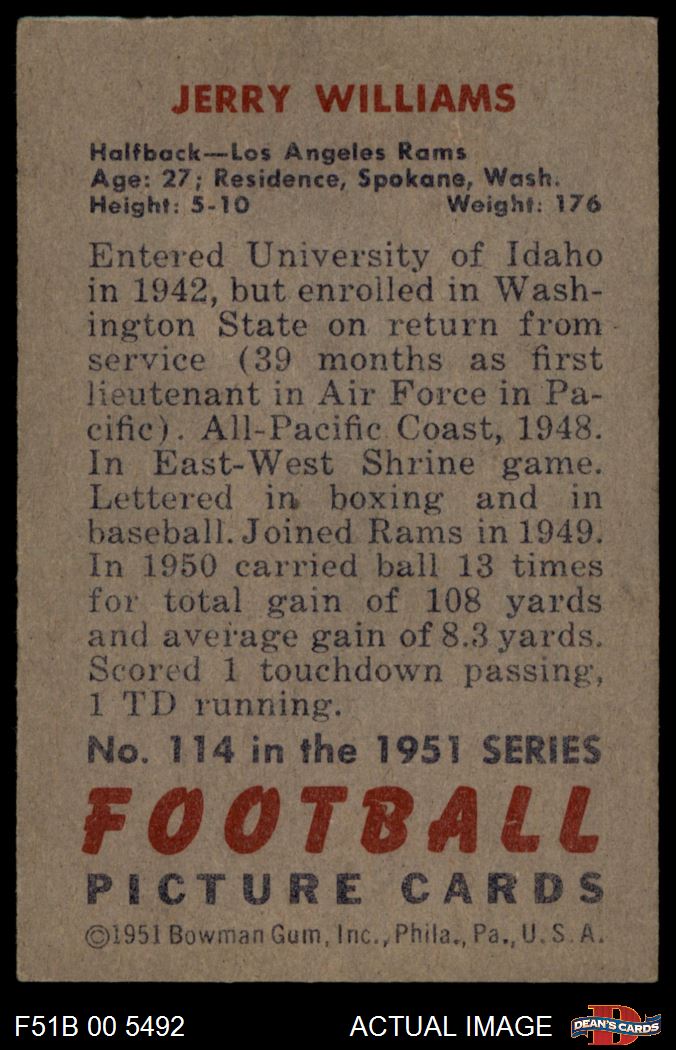 JERRY WILLIAMS
Halfback—Los Angeles Rams
Age: 27; Residence, Spokane, Wash.
Height: 5-10 Weight: 176
Entered University of Idaho
in 1942, but enrolled in Wash-
ington State on return from
service (39 months as first
lieutenant in Air Force in Pa-
cific). All-Pacific Coast, 1948.
In East-West Shrine game.
Lettered in boxing and in
baseball. Joined Rams in 1949.
In 1950 carried ball 13 times
for total gain of 108 yards
and average gain of 8.3 yards.
Scored 1 touchdown passing,
1 TD running.
No. 114 in the 1951 SERIES
FOOTBALL
PICTURE CARDS
©1951 Bowman Gum, Inc., Phila., Pa., U.S.A.
F51B 00 5492 ACTUAL IMAGE D DEAN'S CARDS